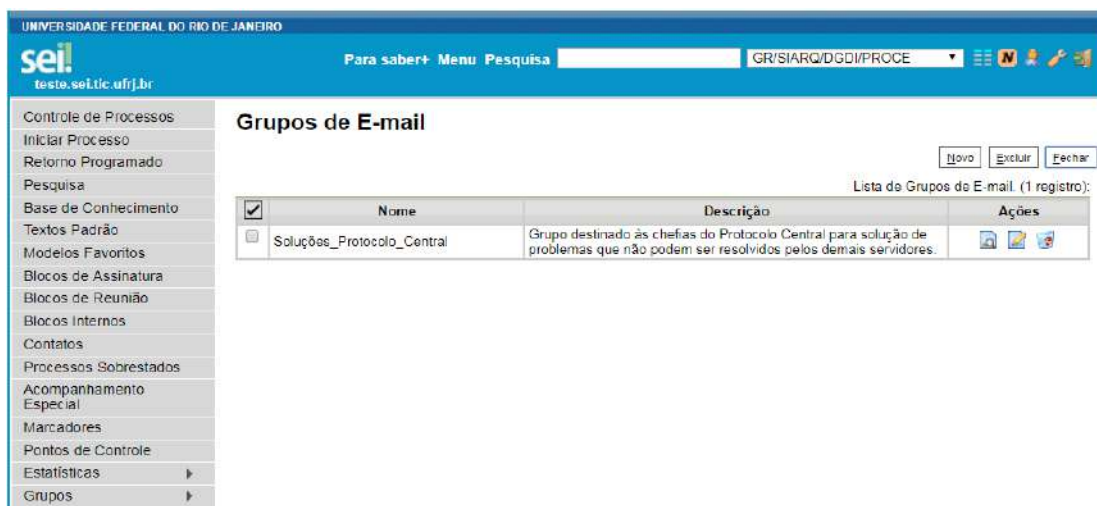 UNIVERSIDADE FEDERAL DO RIO DE JANEIRO
sei!
teste.sei.tic.ufrj.br
Para saber+ Menu Pesquisa
GR/SIARQ/DGDI/PROCE
N
Controle de Processos
Iniciar Processo
Retorno Programado
Pesquisa
Base de Conhecimento
Textos Padrão
Modelos Favoritos
Blocos de Assinatura
Blocos de Reunião
Blocos Internos
Contatos
Processos Sobrestados
Acompanhamento
Especial
Marcadores
Pontos de Controle
Estatísticas
Grupos
Grupos de E-mail
Novo Excluir Fechar
Lista de Grupos de E-mail. (1 registro):
Nome Descrição Ações
Soluções_Protocolo_Central
Grupo destinado às chefias do Protocolo Central para solução de
problemas que não podem ser resolvidos pelos demais servidores.